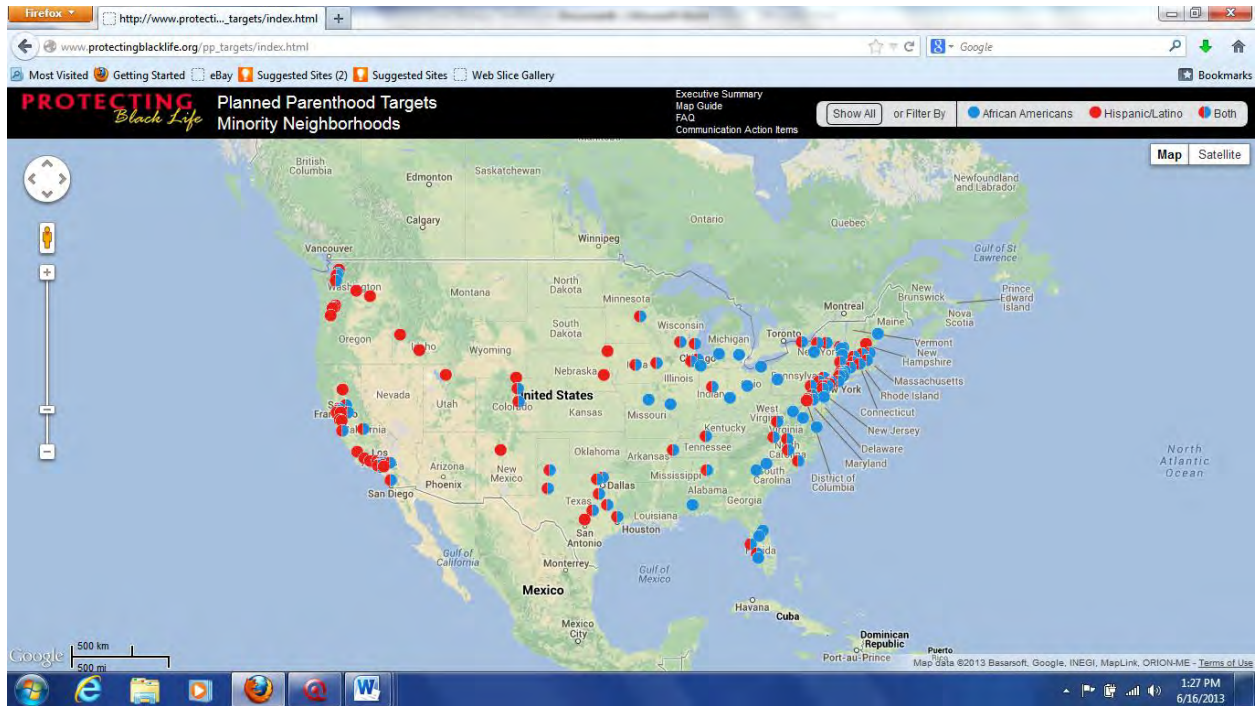 Firefox
http://www.protecti..._targets/index.html
+
www.protectingblacklife.org/pp_targets/index.html
Google
Most Visited Getting Started eBay Suggested Sites (2) Suggested Sites Web Slice Gallery
Bookmarks
PROTECTING
Black Life
Planned Parenthood Targets
Minority Neighborhoods
Executive Summary
Map Guide
FAQ
Communication Action Items
Show All or Filter By African Americans Hispanic/Latino Both
Map Satellite
British
Columbia
Edmonton
Saskatchewan
Newfoundland
and Labrador
Calgary
Ontario
Quebec
Winnipeg
Vancouver
Gulf of St
Lawrence
Washington
Montana
North
Dakota
Minnesota
Montreal
New
Brunswick
Prince
Edward
Island
Nova
Scotia
Maine
Oregon
South
Dakota
Wisconsin
Michigan
Toronto
Vermont
New
Hampshire
Wyoming
Massachusetts
Rhode Island
Nebraska
Illinois
Nevada
Utah
United States
Kansas
Missouri
West
Connecticut
New Jersey
Kentucky
Delaware
Maryland
District of
Columbia
Oklahoma
Arkansas
Tennessee
Arizona
Phoenix
New
Mexico
Dallas
Mississippi
Alabama
Georgia
South
Carolina
San Diego
Texas
Louisiana
Houston
San
Antonio
North
Atlantic
Ocean
Gulf of
California
Monterrey
Gulf of
Mexico
Mexico
Havana
Cuba
Mexico
City
Dominican
Republic
Port-au-Prince
Puerto
Google
500 km
500 mi
Map data ©2013 Basarsoft, Google, INEGI, MapLink, ORION-ME - Terms of Use
W
1:27 PM
6/16/2013